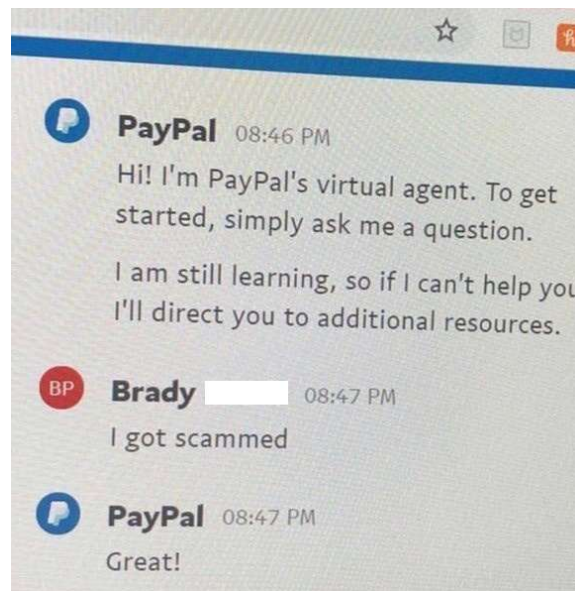 PayPal 08:46 PM
Hi! I'm PayPal's virtual agent. To get
started, simply ask me a question.
I am still learning, so if I can't help you
I'll direct you to additional resources.
BP
Brady 08:47 PM
I got scammed
PayPal 08:47 PM
Great!